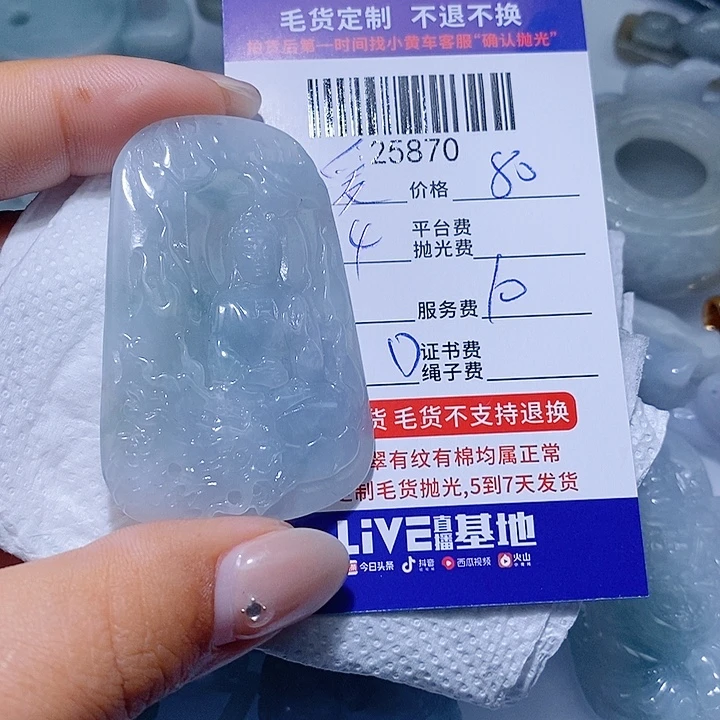 毛货定制 不退不换
拍货后第一时间找小黄车客服“确认抛光”
25870
爱 价格 80
4 平台费
抛光费
服务费 10
0 证书费
绳子费
货 毛货不支持退换
翠有纹有棉均属正常
制毛货抛光,5到7天发货
LiVE直播基地
今日头条 抖音 西瓜视频 火山